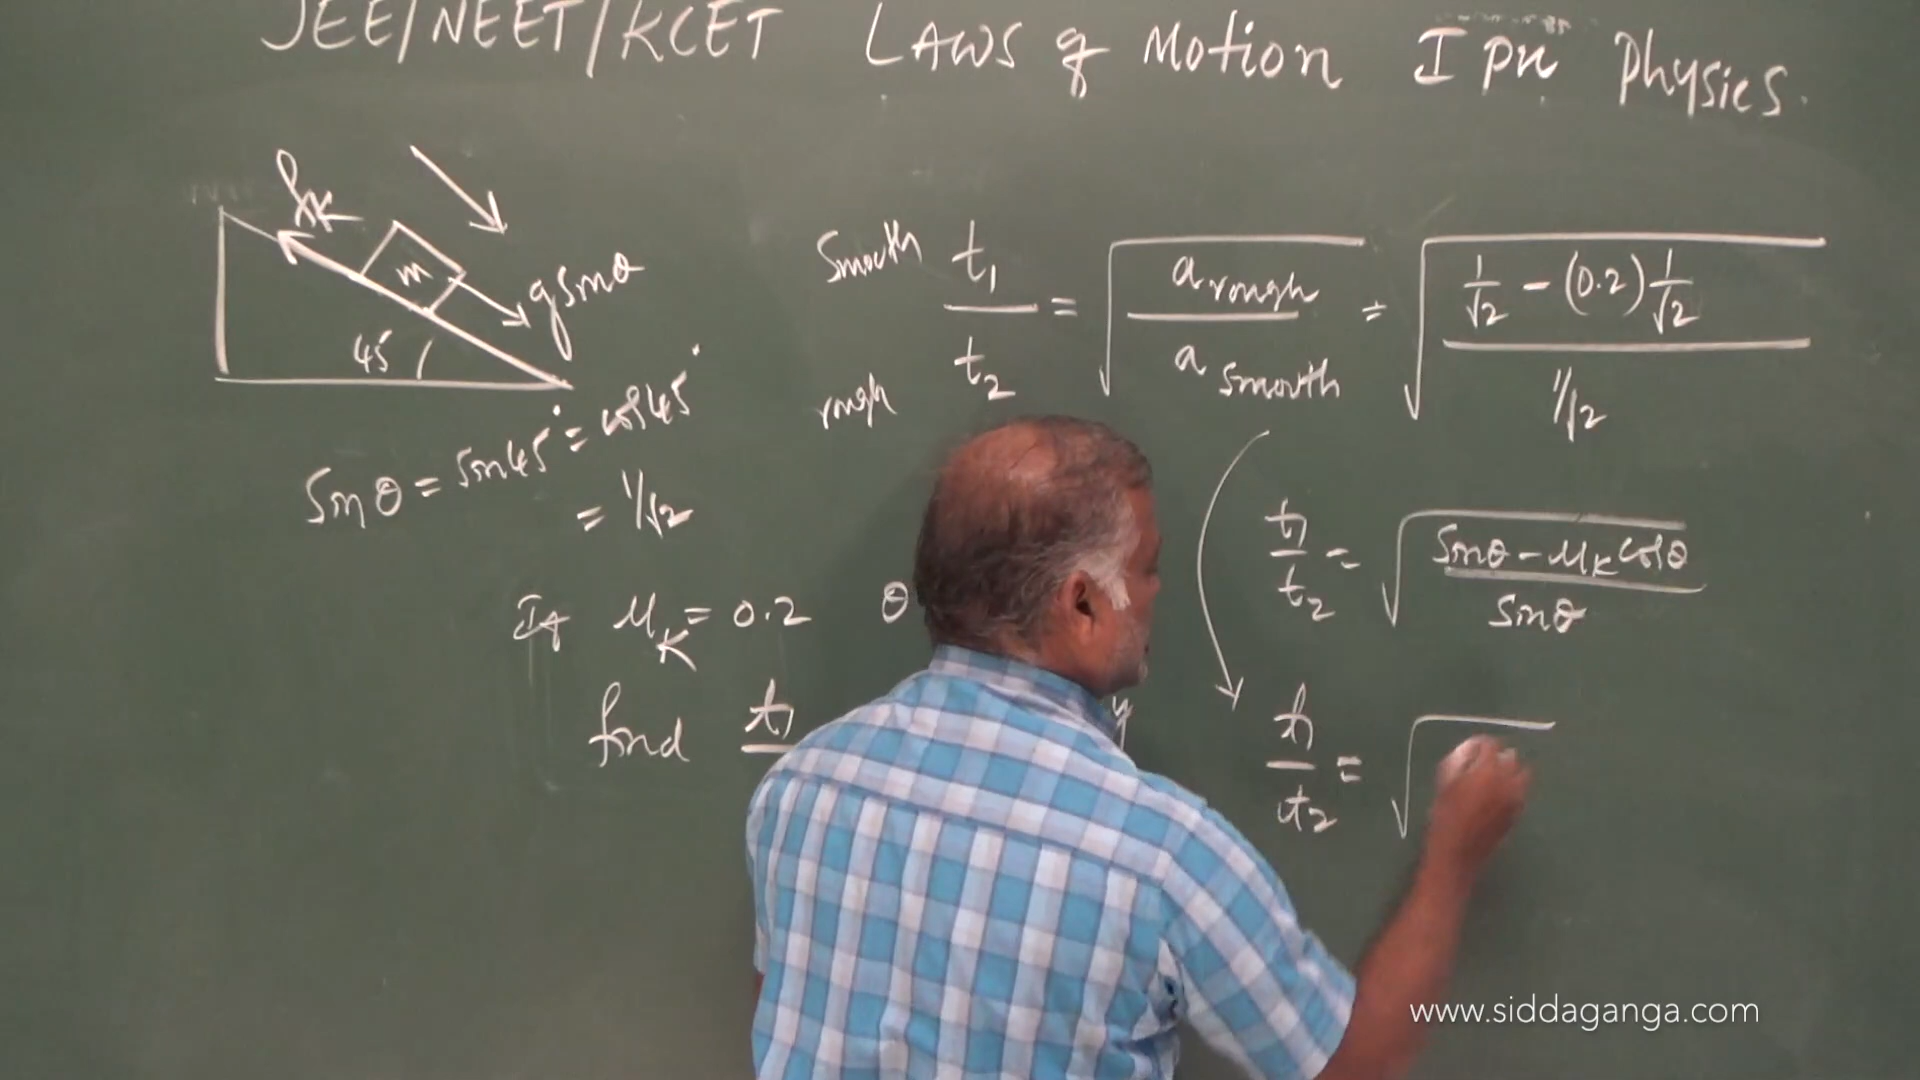 JEE/NEET/KCET LAWS of Motion I PU Physics.
fK
m
g sinθ
45
Sinθ = Sin45° = cos45°
= 1/√2
If μK = 0.2 θ
find t1
Smooth t1/t2 = √(a rough / a smooth) = √((1/√2 - (0.2) 1/√2) / (1/√2))
rough
t1/t2 = √((Sinθ - μK cosθ) / Sinθ)
t1/t2 = √
www.siddaganga.com